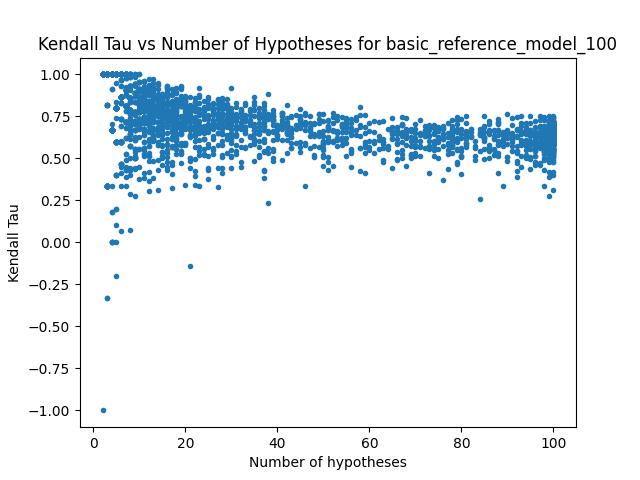 Kendall Tau vs Number of Hypotheses for basic_reference_model_100
1.00
0.75
0.50
0.25
0.00
−0.25
−0.50
−0.75
−1.00
Kendall Tau
0 20 40 60 80 100
Number of hypotheses